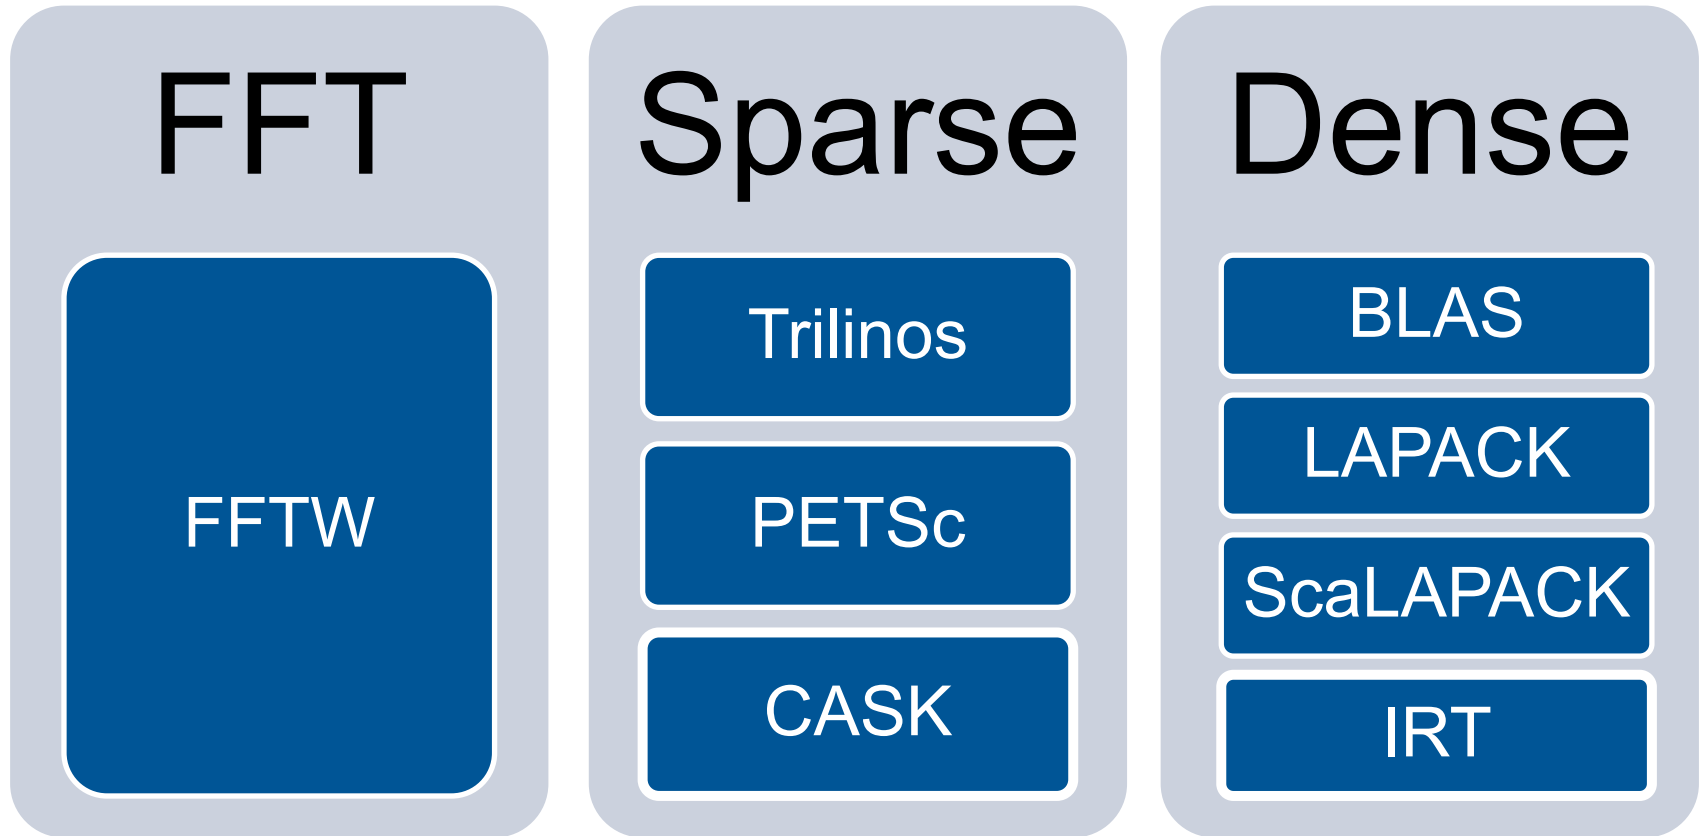 FFT
FFTW
Sparse
Trilinos
PETSc
CASK
Dense
BLAS
LAPACK
ScaLAPACK
IRT